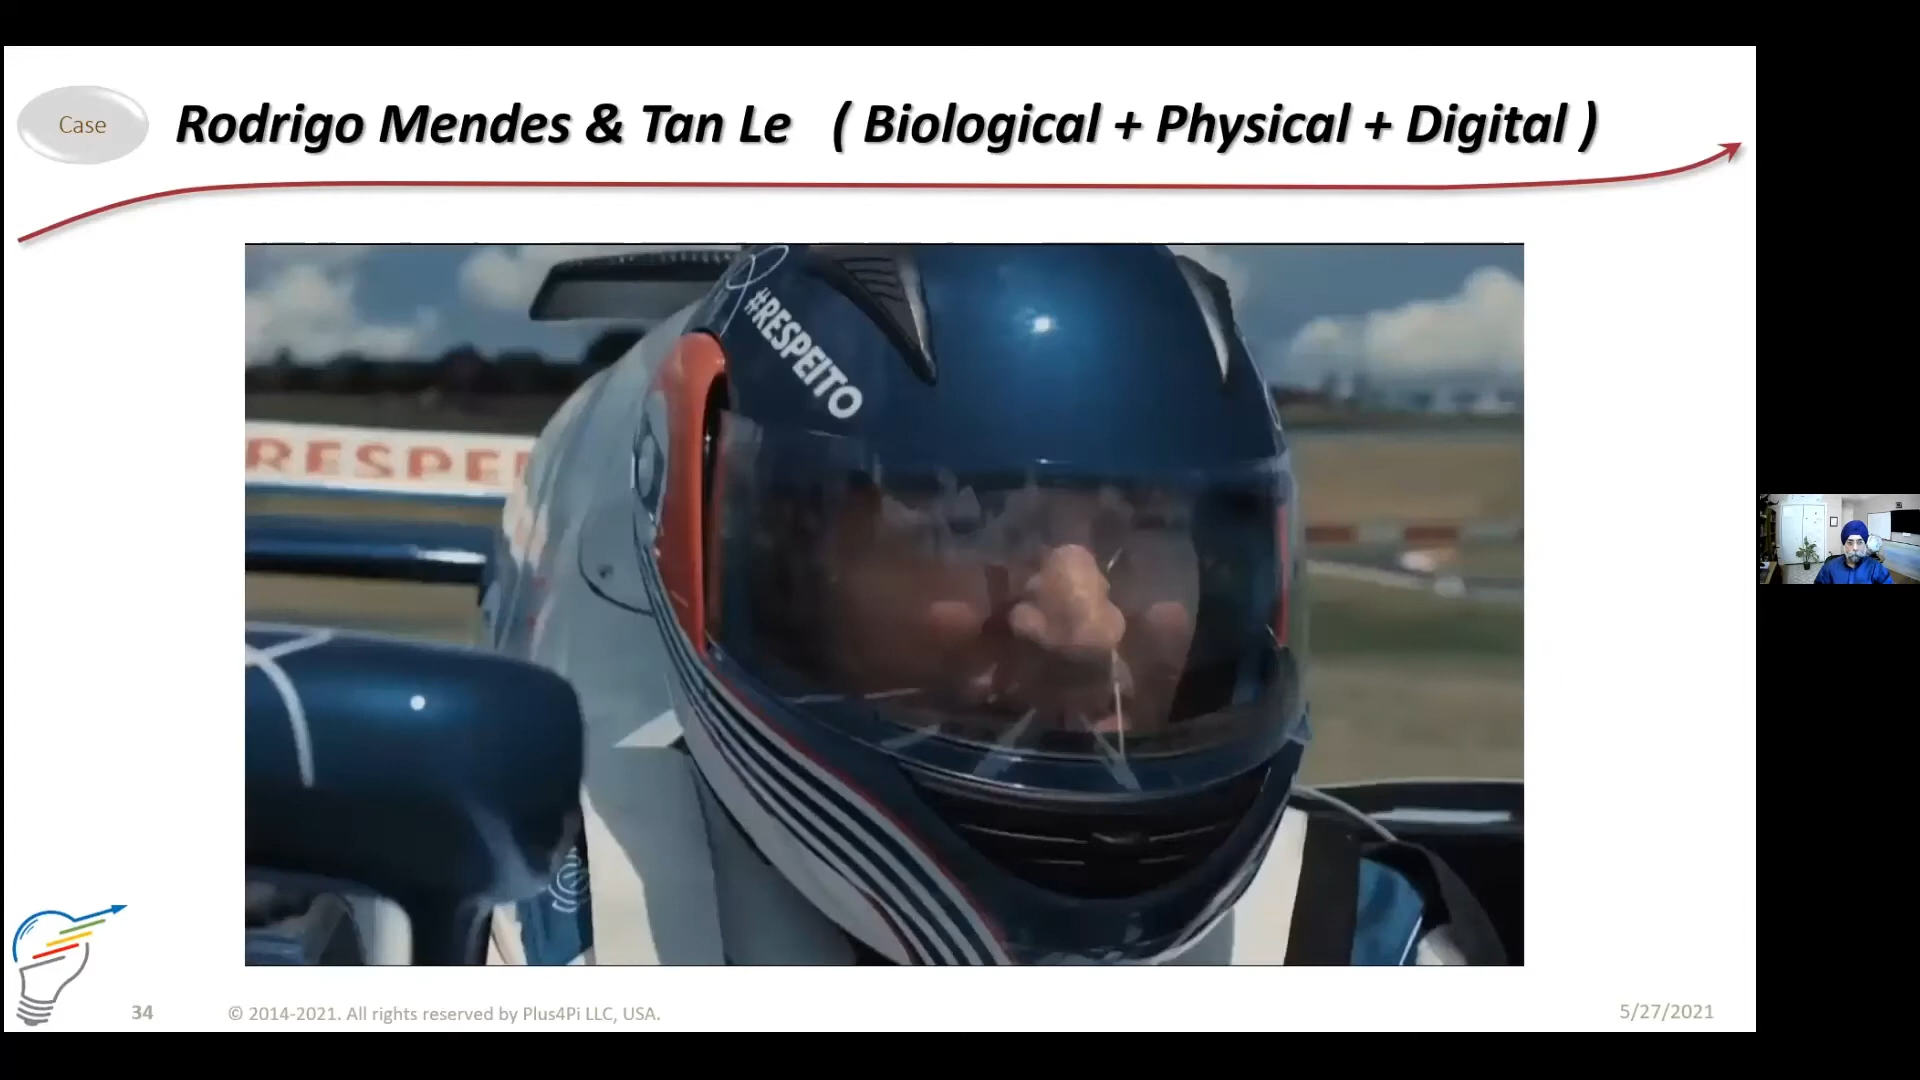 Case
Rodrigo Mendes & Tan Le ( Biological + Physical + Digital )
#RESPEITO
RESPEI
34
© 2014-2021. All rights reserved by Plus4Pi LLC, USA.
5/27/2021